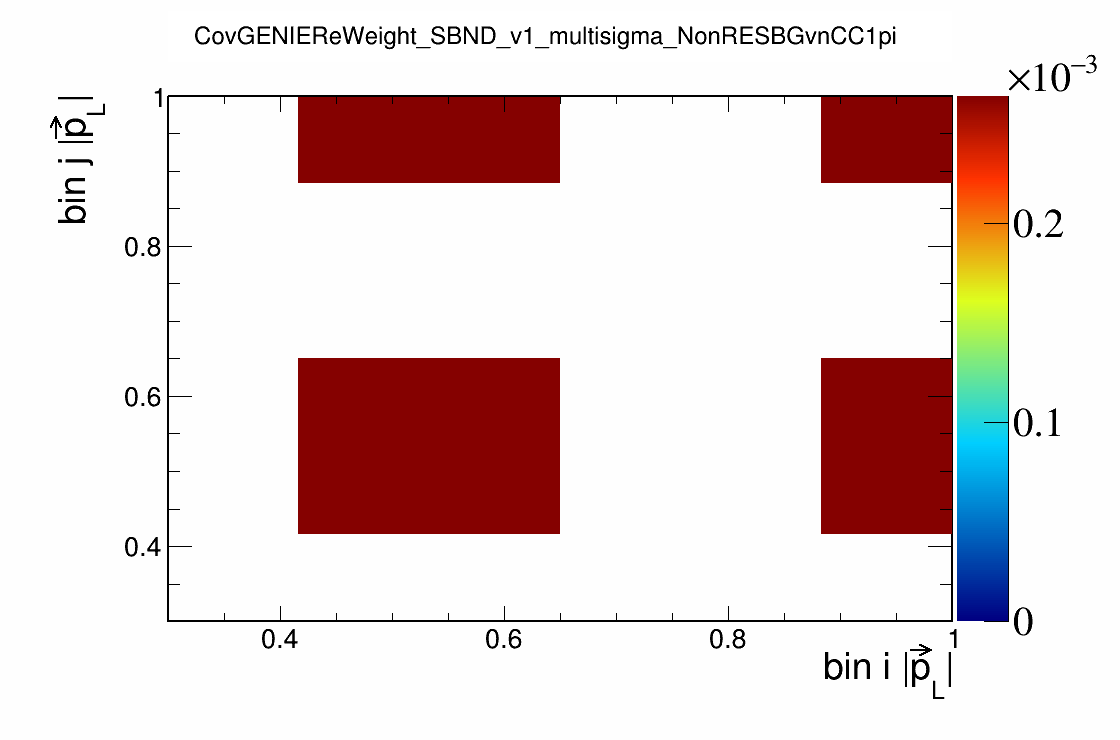 CovGENIEReWeight_SBND_v1_multisigma_NonRESBGvnCC1pi
×10⁻³
bin j |p⃗_L|
1
0.8
0.6
0.4
0.4 0.6 0.8 1
bin i |p⃗_L|
0.2
0.1
0